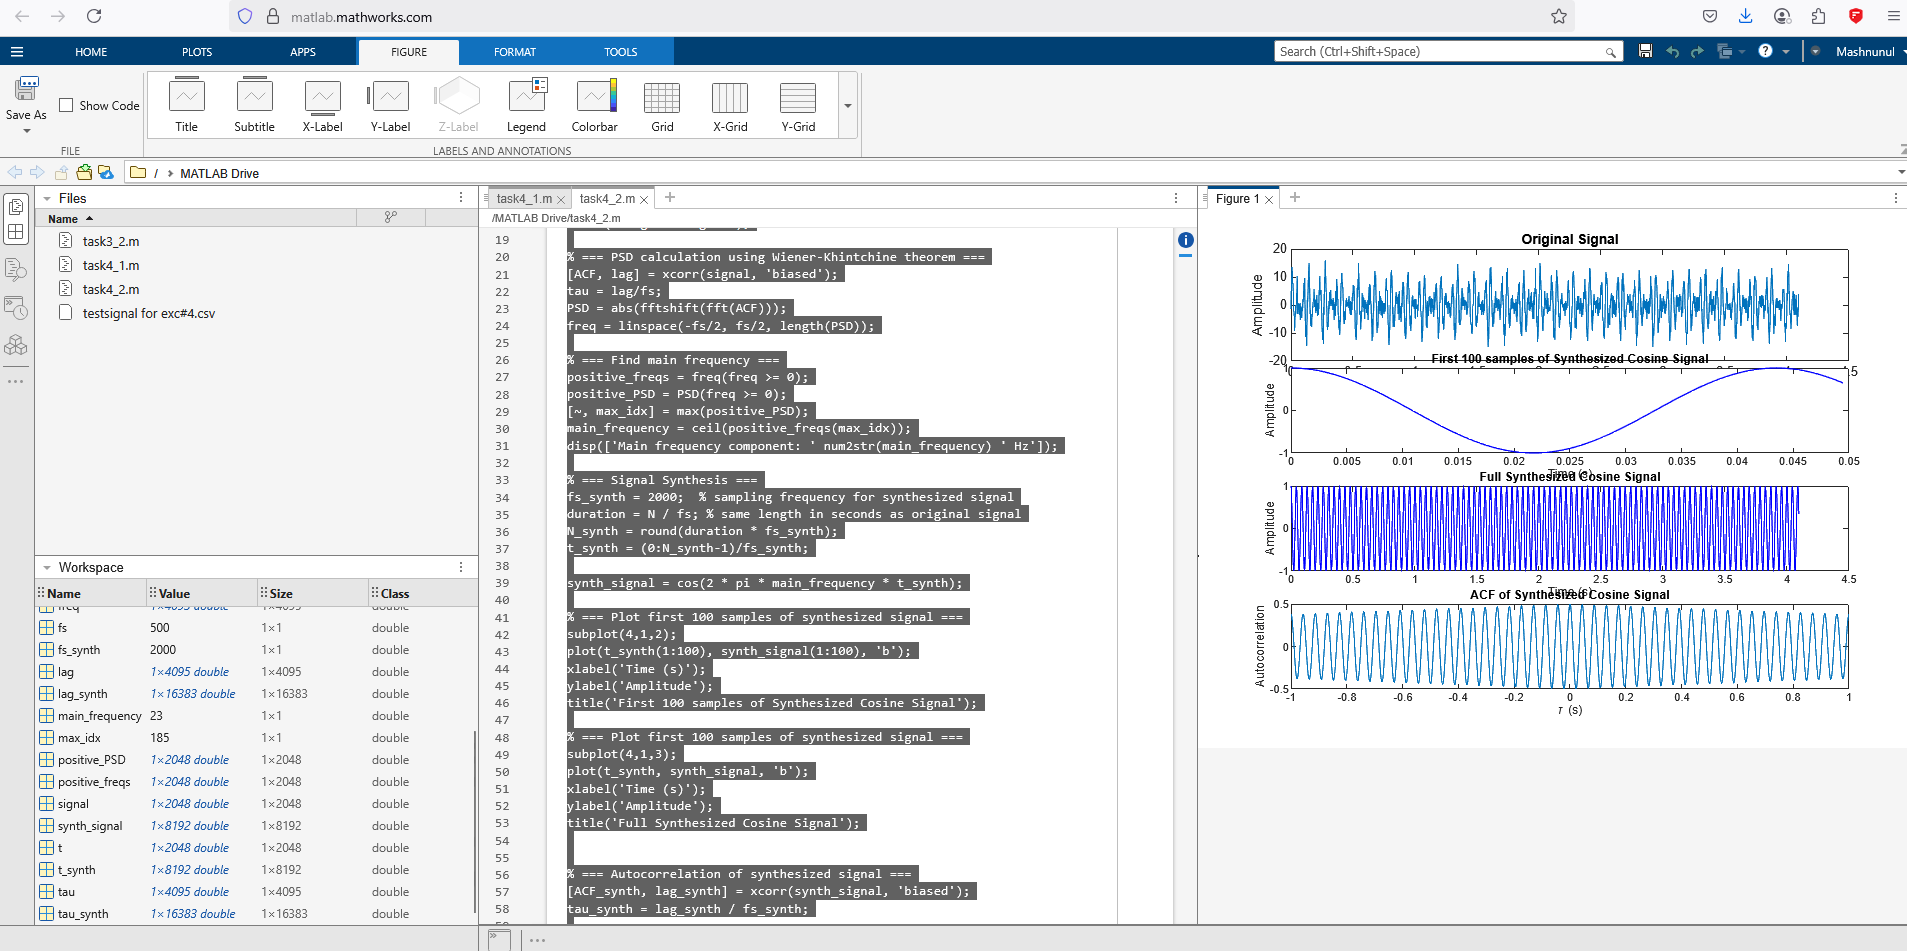 matlab.mathworks.com
HOME PLOTS APPS FIGURE FORMAT TOOLS
Search (Ctrl+Shift+Space)
Mashnunul
Save As
Show Code
Title Subtitle X-Label Y-Label Z-Label Legend Colorbar Grid X-Grid Y-Grid
FILE LABELS AND ANNOTATIONS
/ MATLAB Drive
Files
Name
task3_2.m
task4_1.m
task4_2.m
testsignal for exc#4.csv
Workspace
Name Value Size Class
fs 500 1×1 double
fs_synth 2000 1×1 double
lag 1×4095 double 1×4095 double
lag_synth 1×16383 double 1×16383 double
main_frequency 23 1×1 double
max_idx 185 1×1 double
positive_PSD 1×2048 double 1×2048 double
positive_freqs 1×2048 double 1×2048 double
signal 1×2048 double 1×2048 double
synth_signal 1×8192 double 1×8192 double
t 1×2048 double 1×2048 double
t_synth 1×8192 double 1×8192 double
tau 1×4095 double 1×4095 double
tau_synth 1×16383 double 1×16383 double
task4_1.m task4_2.m
/MATLAB Drive/task4_2.m
19
20 % === PSD calculation using Wiener-Khintchine theorem ===
21 [ACF, lag] = xcorr(signal, 'biased');
22 tau = lag/fs;
23 PSD = abs(fftshift(fft(ACF)));
24 freq = linspace(-fs/2, fs/2, length(PSD));
25
26 % === Find main frequency ===
27 positive_freqs = freq(freq >= 0);
28 positive_PSD = PSD(freq >= 0);
29 [~, max_idx] = max(positive_PSD);
30 main_frequency = ceil(positive_freqs(max_idx));
31 disp(['Main frequency component: ' num2str(main_frequency) ' Hz']);
32
33 % === Signal Synthesis ===
34 fs_synth = 2000;  % sampling frequency for synthesized signal
35 duration = N / fs; % same length in seconds as original signal
36 N_synth = round(duration * fs_synth);
37 t_synth = (0:N_synth-1)/fs_synth;
38
39 synth_signal = cos(2 * pi * main_frequency * t_synth);
40
41 % === Plot first 100 samples of synthesized signal ===
42 subplot(4,1,2);
43 plot(t_synth(1:100), synth_signal(1:100), 'b');
44 xlabel('Time (s)');
45 ylabel('Amplitude');
46 title('First 100 samples of Synthesized Cosine Signal');
47
48 % === Plot first 100 samples of synthesized signal ===
49 subplot(4,1,3);
50 plot(t_synth, synth_signal, 'b');
51 xlabel('Time (s)');
52 ylabel('Amplitude');
53 title('Full Synthesized Cosine Signal');
54
55
56 % === Autocorrelation of synthesized signal ===
57 [ACF_synth, lag_synth] = xcorr(synth_signal, 'biased');
58 tau_synth = lag_synth / fs_synth;
Figure 1
Original Signal
20
10
0
-10
-20
Amplitude
First 100 samples of Synthesized Cosine Signal
1
0
-1
Amplitude
0 0.005 0.01 0.015 0.02 0.025 0.03 0.035 0.04 0.045 0.05
Time (s)
Full Synthesized Cosine Signal
1
0
-1
Amplitude
0 0.5 1 1.5 2 2.5 3 3.5 4 4.5
Time (s)
ACF of Synthesized Cosine Signal
0.5
0
-0.5
Autocorrelation
-1 -0.8 -0.6 -0.4 -0.2 0 0.2 0.4 0.6 0.8 1
τ (s)